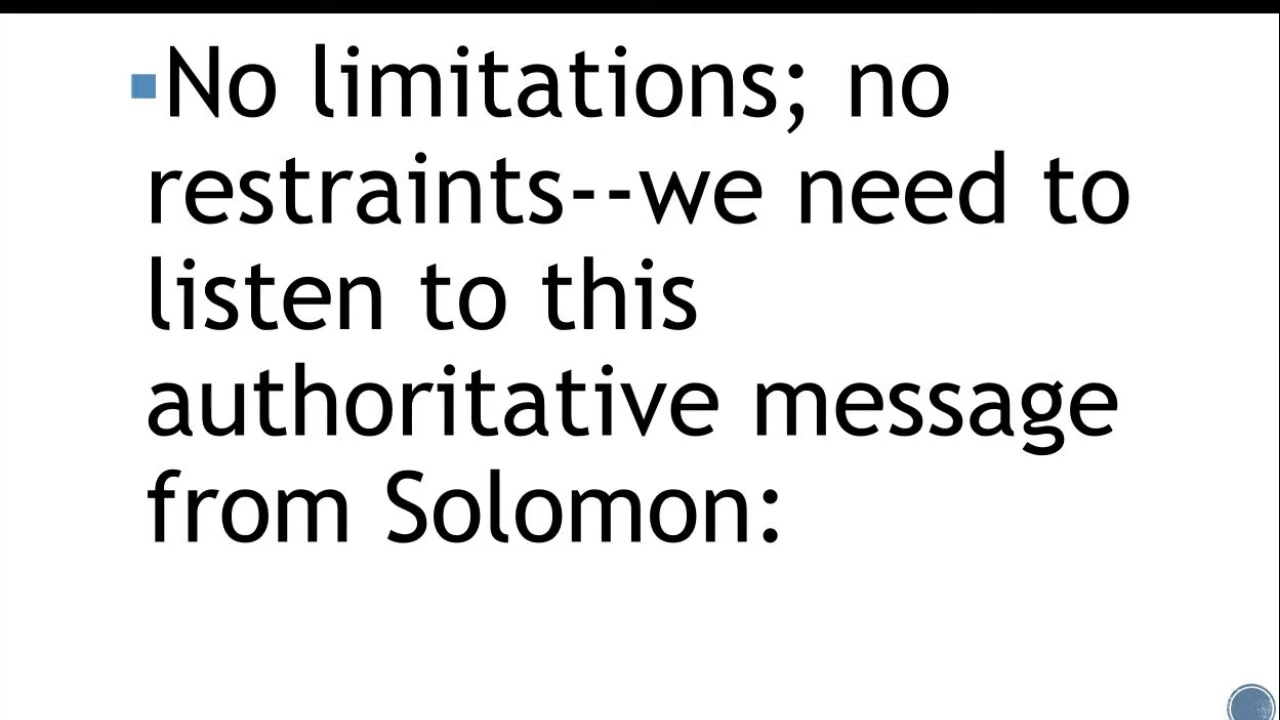 ▪No limitations; no
restraints--we need to
listen to this
authoritative message
from Solomon: